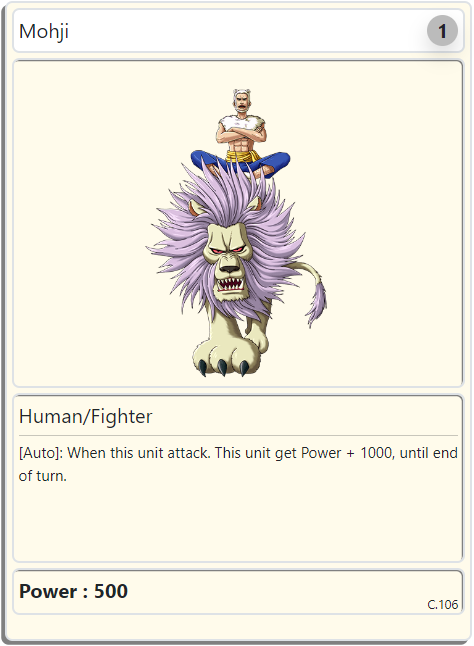 Mohji
1
Human/Fighter
[Auto]: When this unit attack. This unit get Power + 1000, until end
of turn.
Power : 500
C.106